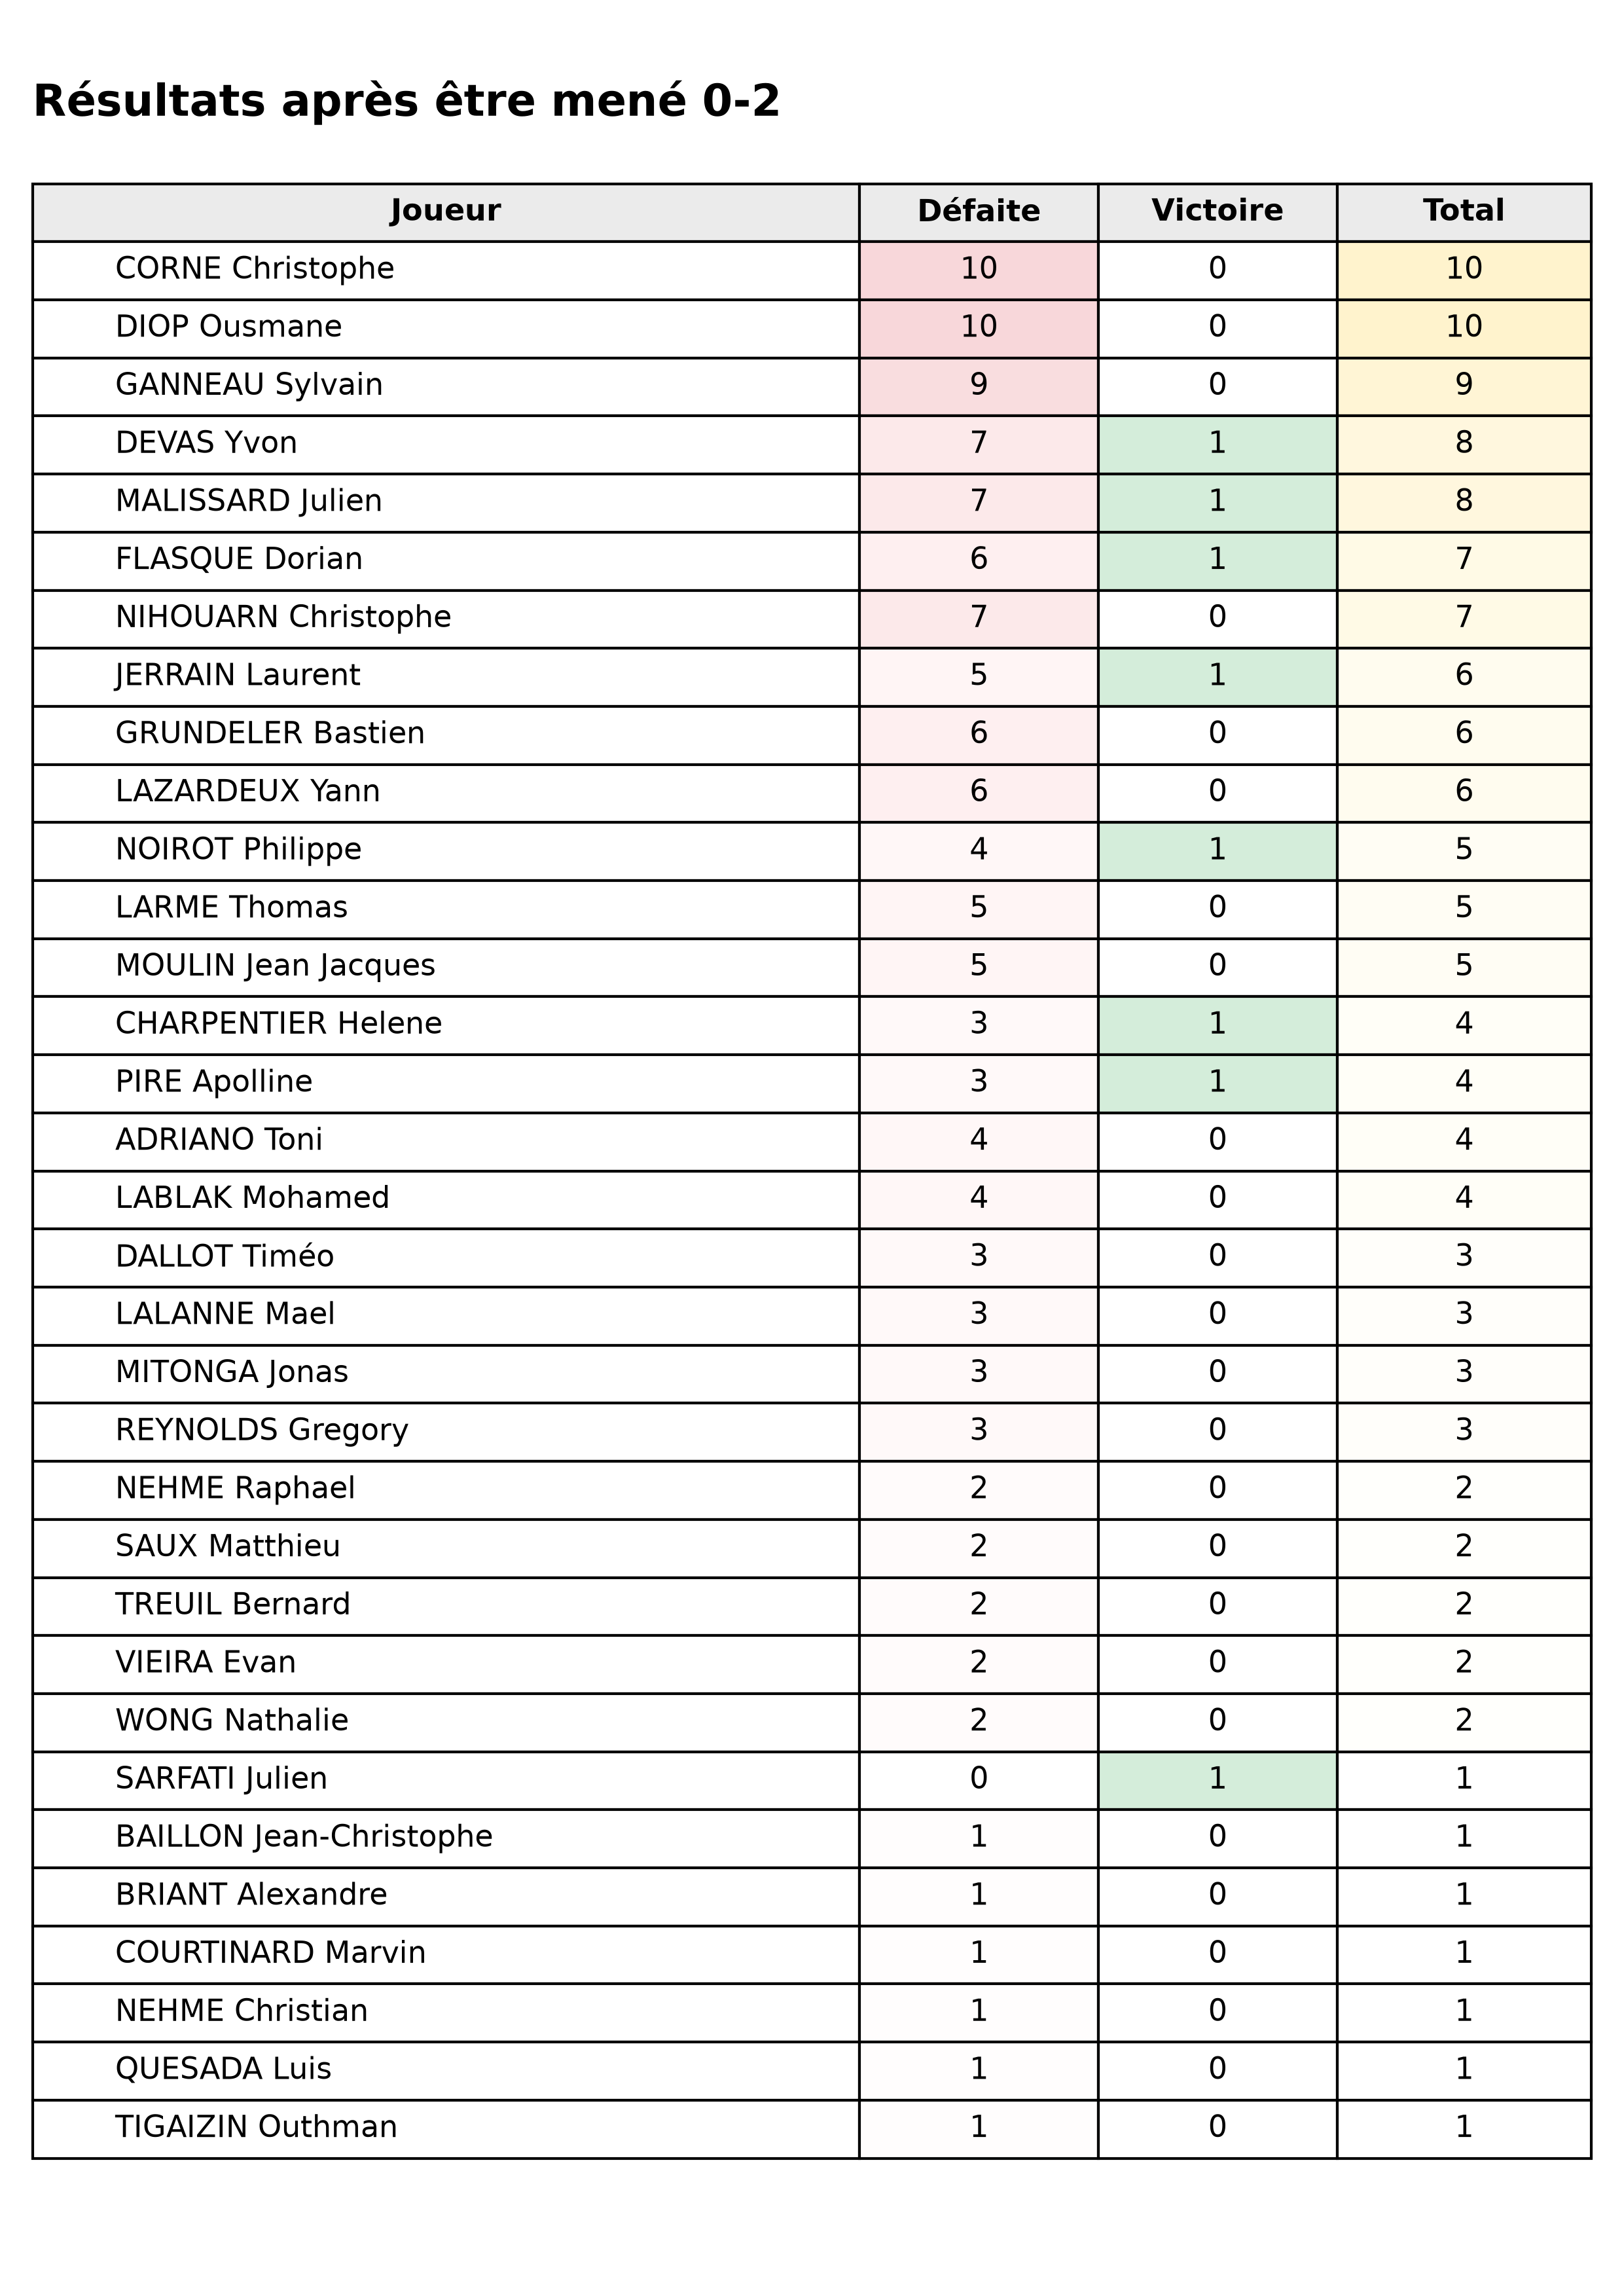 Résultats après être mené 0-2
Joueur Défaite Victoire Total
CORNE Christophe 10 0 10
DIOP Ousmane 10 0 10
GANNEAU Sylvain 9 0 9
DEVAS Yvon 7 1 8
MALISSARD Julien 7 1 8
FLASQUE Dorian 6 1 7
NIHOUARN Christophe 7 0 7
JERRAIN Laurent 5 1 6
GRUNDELER Bastien 6 0 6
LAZARDEUX Yann 6 0 6
NOIROT Philippe 4 1 5
LARME Thomas 5 0 5
MOULIN Jean Jacques 5 0 5
CHARPENTIER Helene 3 1 4
PIRE Apolline 3 1 4
ADRIANO Toni 4 0 4
LABLAK Mohamed 4 0 4
DALLOT Timéo 3 0 3
LALANNE Mael 3 0 3
MITONGA Jonas 3 0 3
REYNOLDS Gregory 3 0 3
NEHME Raphael 2 0 2
SAUX Matthieu 2 0 2
TREUIL Bernard 2 0 2
VIEIRA Evan 2 0 2
WONG Nathalie 2 0 2
SARFATI Julien 0 1 1
BAILLON Jean-Christophe 1 0 1
BRIANT Alexandre 1 0 1
COURTINARD Marvin 1 0 1
NEHME Christian 1 0 1
QUESADA Luis 1 0 1
TIGAIZIN Outhman 1 0 1